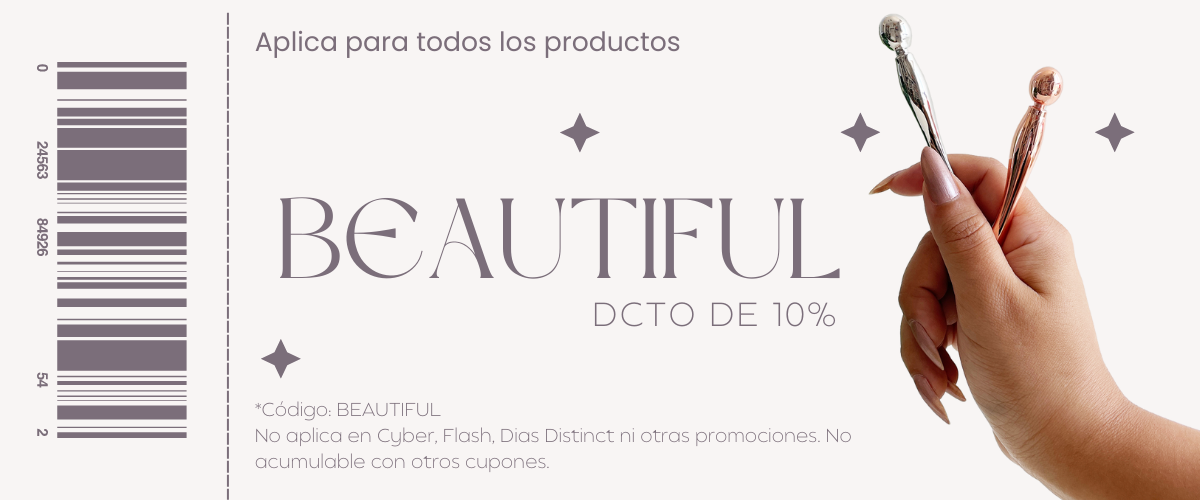 0
24563
84926
54
2
Aplica para todos los productos
BEAUTIFUL
DCTO DE 10%
*Código: BEAUTIFUL
No aplica en Cyber, Flash, Dias Distinct ni otras promociones. No
acumulable con otros cupones.